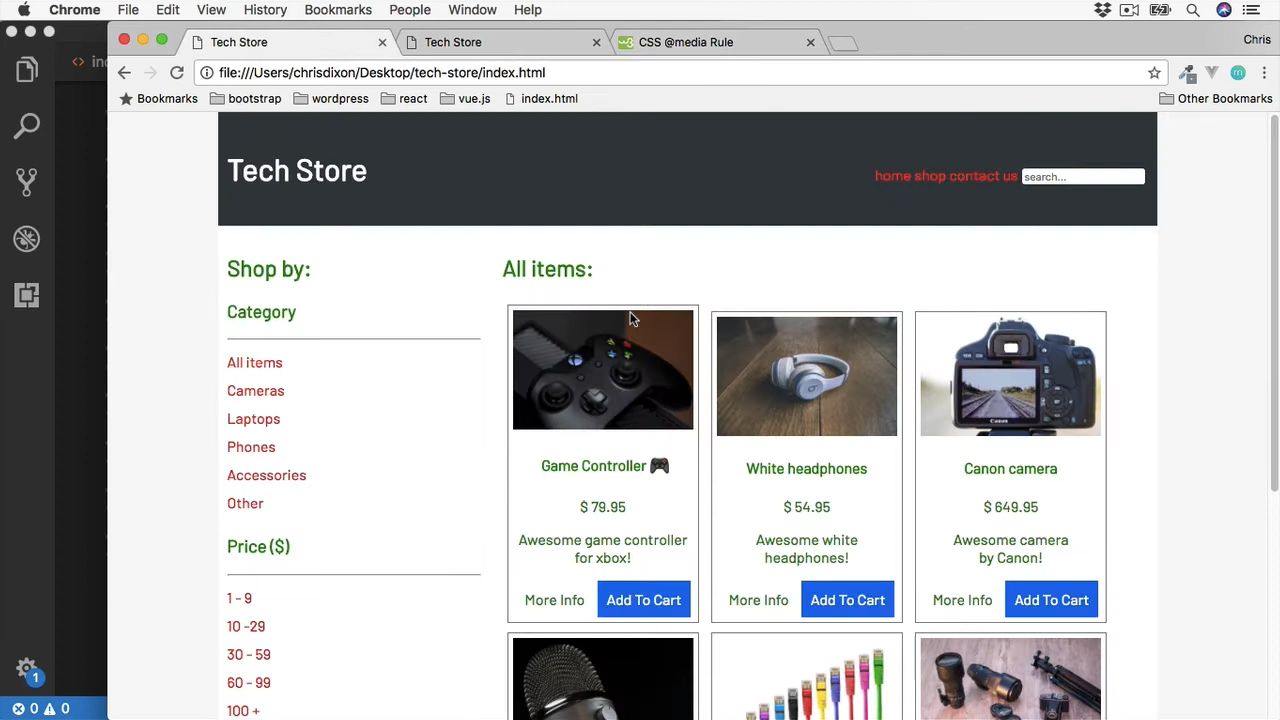 Chrome File Edit View History Bookmarks People Window Help
Tech Store
Tech Store
CSS @media Rule
Chris
file:///Users/chrisdixon/Desktop/tech-store/index.html
Bookmarks bootstrap wordpress react vue.js index.html Other Bookmarks
Tech Store
home shop contact us search...
Shop by:
Category
All items
Cameras
Laptops
Phones
Accessories
Other
Price ($)
1 – 9
10 -29
30 – 59
60 – 99
100 +
All items:
Game Controller 🎮
$ 79.95
Awesome game controller
for xbox!
More Info Add To Cart
White headphones
$ 54.95
Awesome white
headphones!
More Info Add To Cart
Canon camera
$ 649.95
Awesome camera
by Canon!
More Info Add To Cart
Canon
1
0 0